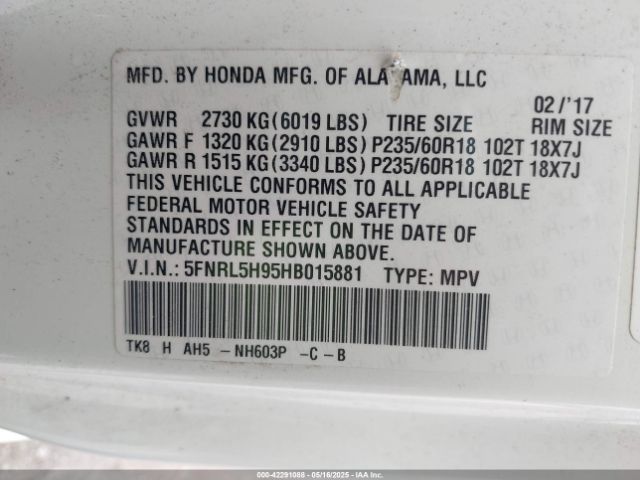 MFD. BY HONDA MFG. OF ALABAMA, LLC
02 /'17
GVWR 2730 KG(6019 LBS) TIRE SIZE RIM SIZE
GAWR F 1320 KG(2910 LBS)P235/60R18 102T 18X7J
GAWR R 1515 KG(3340 LBS)P235/60R18 102T 18X7J
THIS VEHICLE CONFORMS TO ALL APPLICABLE
FEDERAL MOTOR VEHICLE SAFETY
STANDARDS IN EFFECT ON THE DATE OF
MANUFACTURE SHOWN ABOVE.
V.I.N.: 5FNRL5H95HB015881 TYPE: MPV
TK8 H AH5 - NH603P -C - B
000-42291088 - 05/16/2025 - IAA Inc.